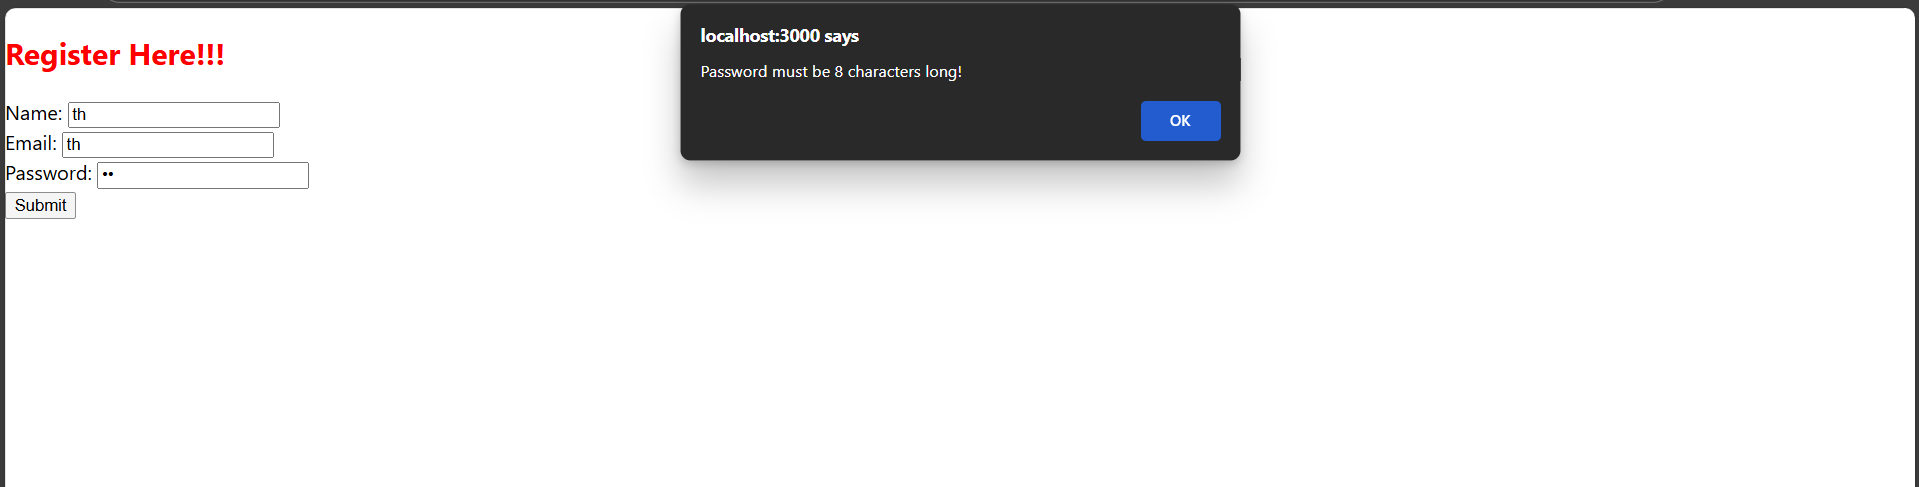 localhost:3000 says
Password must be 8 characters long!
OK
Register Here!!!
Name: th
Email: th
Password: ••
Submit